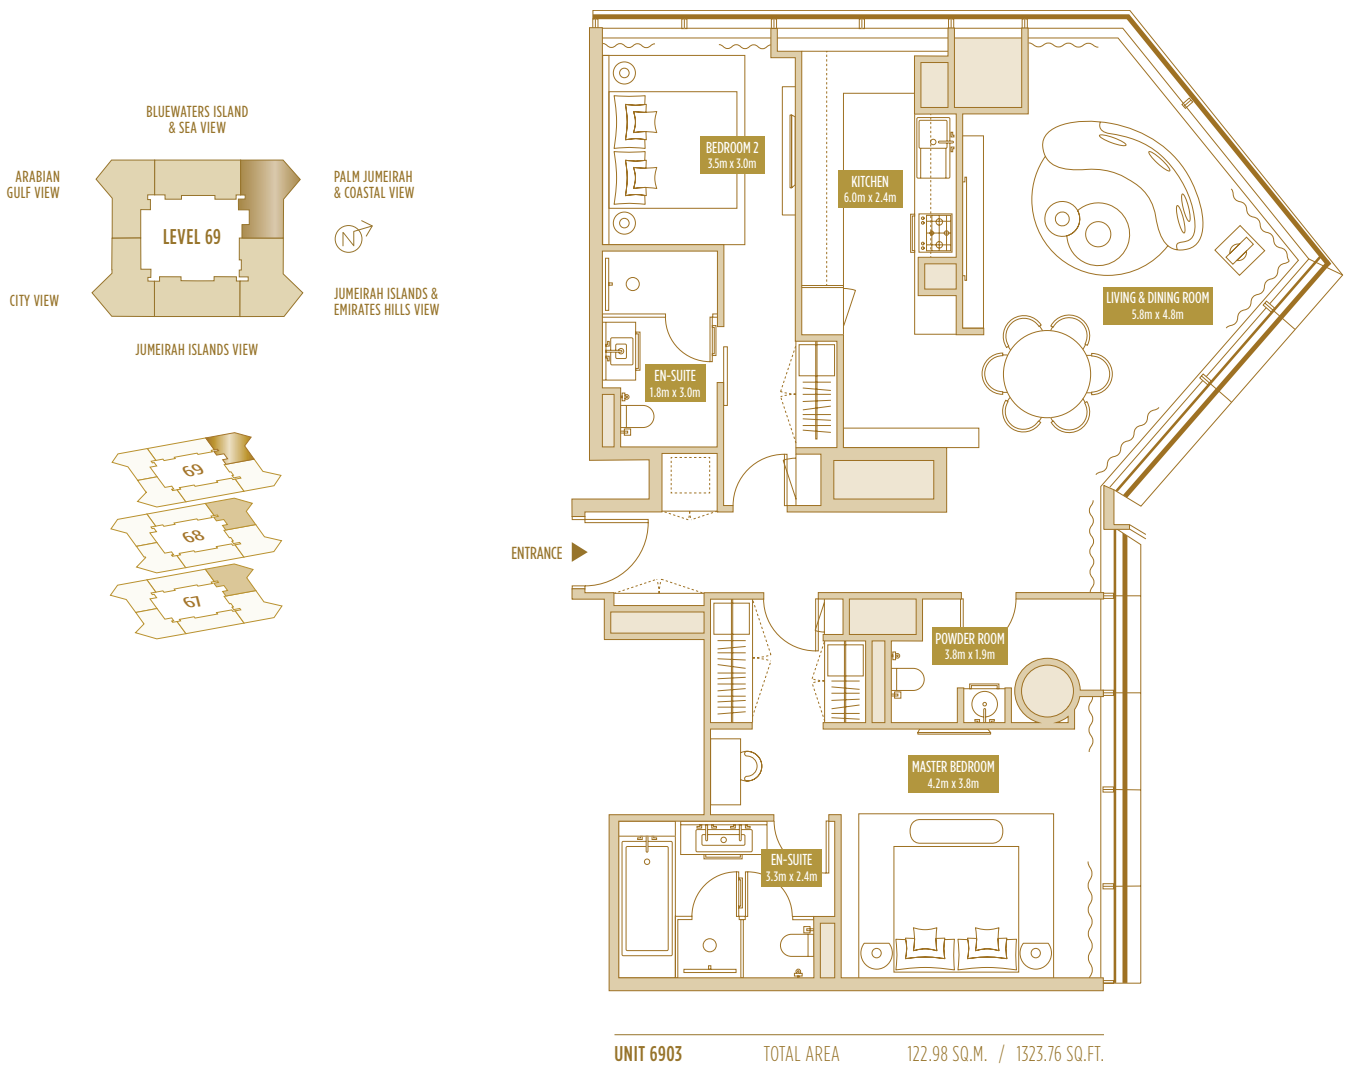 BLUEWATERS ISLAND
& SEA VIEW
ARABIAN
GULF VIEW
PALM JUMEIRAH
& COASTAL VIEW
LEVEL 69
N
CITY VIEW
JUMEIRAH ISLANDS &
EMIRATES HILLS VIEW
JUMEIRAH ISLANDS VIEW
69
68
67
BEDROOM 2
3.5m x 3.0m
KITCHEN
6.0m x 2.4m
LIVING & DINING ROOM
5.8m x 4.8m
EN-SUITE
1.8m x 3.0m
ENTRANCE
POWDER ROOM
3.8m x 1.9m
MASTER BEDROOM
4.2m x 3.8m
EN-SUITE
3.3m x 2.4m
UNIT 6903 TOTAL AREA 122.98 SQ.M. / 1323.76 SQ.FT.